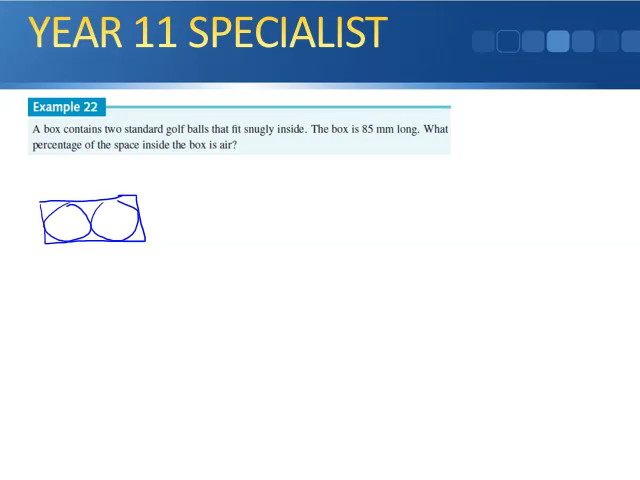 YEAR 11 SPECIALIST
Example 22
A box contains two standard golf balls that fit snugly inside. The box is 85 mm long. What
percentage of the space inside the box is air?